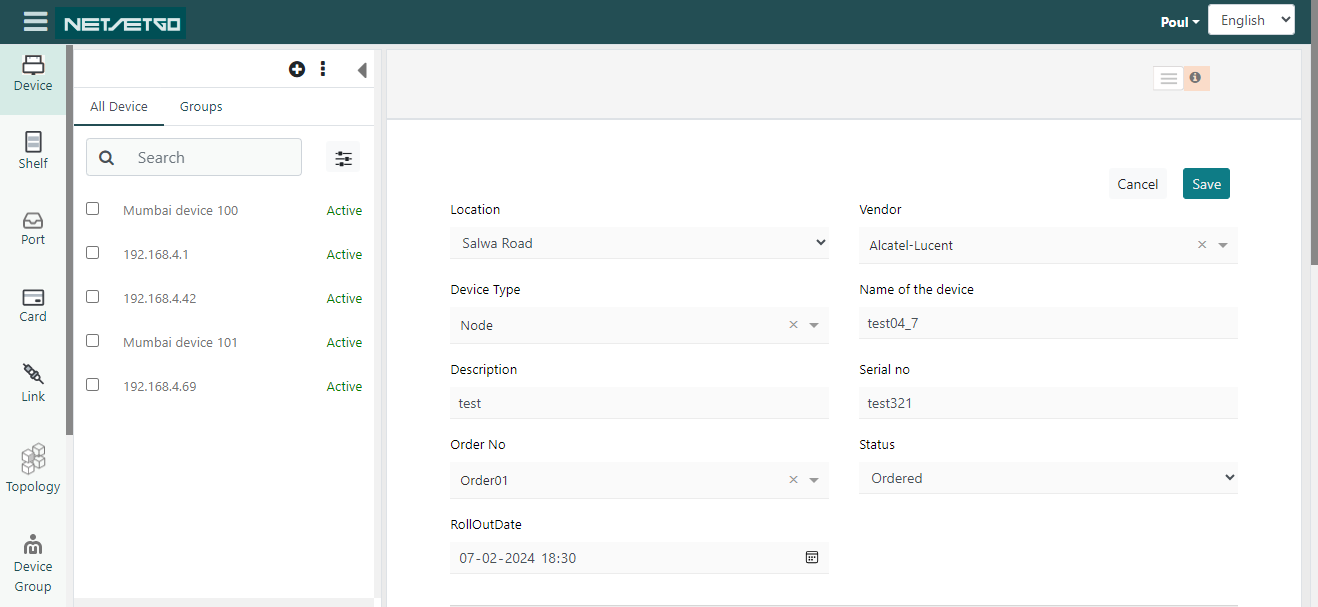 NETSETGO
Poul
English
Device
Shelf
Port
Card
Link
Topology
Device
Group
All Device
Groups
Search
Mumbai device 100 Active
192.168.4.1 Active
192.168.4.42 Active
Mumbai device 101 Active
192.168.4.69 Active
Cancel Save
Location Vendor
Salwa Road Alcatel-Lucent
Device Type Name of the device
Node test04_7
Description Serial no
test test321
Order No Status
Order01 Ordered
RollOutDate
07-02-2024 18:30